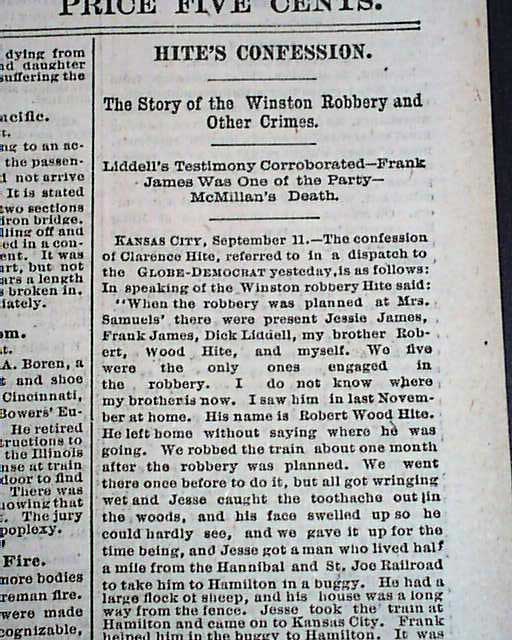 PRICE FIVE CENTS.
dying from
nd daughter
suffering the
acific.
ng to an ac-
the passen-
d not arrive
It is stated
two sections
iron bridge.
lling off and
ed in a con-
ent. It was
art, but not
ars a length
s broken in.
iately.
om.
A. Boren, a
t and shoe
Cincinnati,
Bowers' Eu-
He retired
tructions to
the Illinois
nse at train
door to find
There was
nowing that
The jury
poplexy.
Fire.
more bodies
reman fire.
were made
cognizable,
HITE'S CONFESSION.
The Story of the Winston Robbery and
Other Crimes.
Liddell's Testimony Corroborated—Frank
James Was One of the Party—
McMillan's Death.
KANSAS CITY, September 11.—The confession
of Clarence Hite, referred to in a dispatch to
the GLOBE-DEMOCRAT yesteday, is as follows:
In speaking of the Winston robbery Hite said:
"When the robbery was planned at Mrs.
Samuels' there were present Jessie James,
Frank James, Dick Liddell, my brother Rob-
ert, Wood Hite, and myself. We five
were the only ones engaged in
the robbery. I do not know where
my brother is now. I saw him in last Novem-
ber at home. His name is Robert Wood Hite.
He left home without saying where he was
going. We robbed the train about one month
after the robbery was planned. We went
there once before to do it, but all got wringing
wet and Jesse caught the toothache out in
the woods, and his face swelled up so he
could hardly see, and we gave it up for the
time being, and Jesse got a man who lived half
a mile from the Hannibal and St. Joe Railroad
to take him to Hamilton in a buggy. He had a
large flock of sheep, and his house was a long
way from the fence. Jesse took the train at
Hamilton and came on to Kansas City. Frank
helped him in the buggy to Hamilton. It was